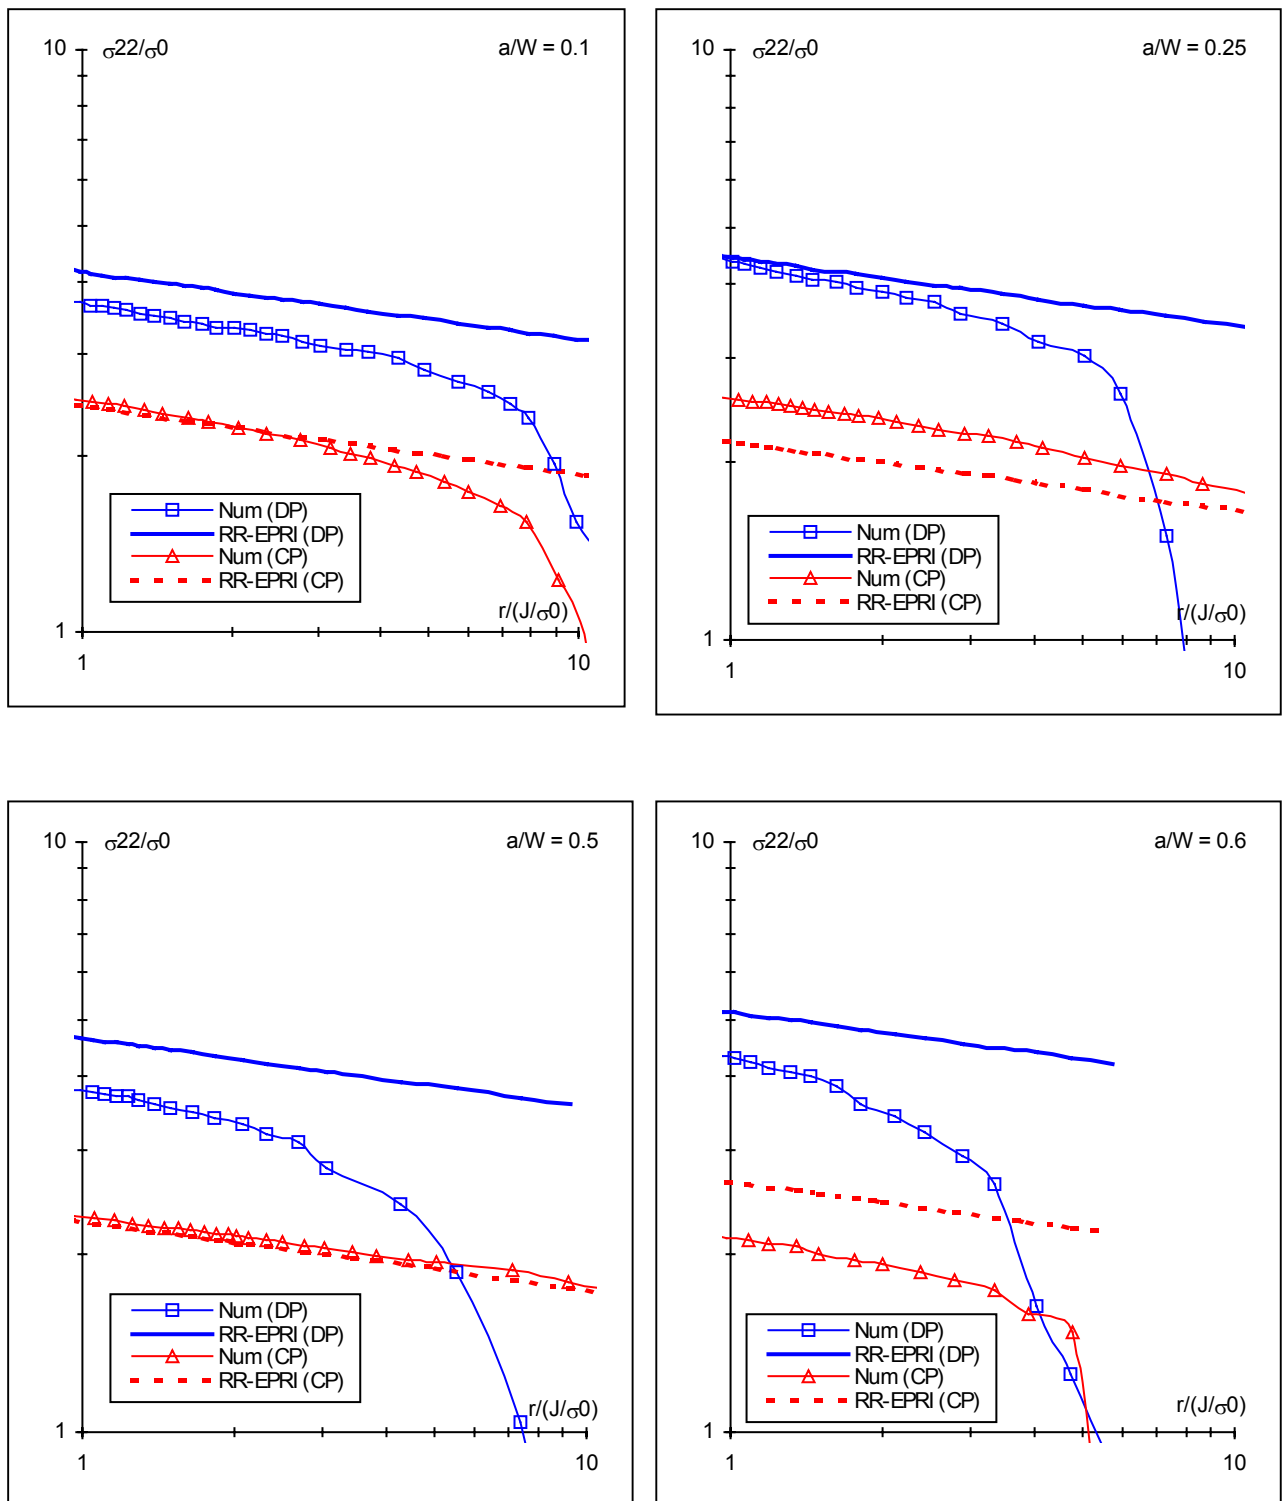 10 σ22/σ0 a/W = 0.1
Num (DP)
RR-EPRI (DP)
Num (CP)
RR-EPRI (CP)
r/(J/σ0)
1
1 10
10 σ22/σ0 a/W = 0.25
Num (DP)
RR-EPRI (DP)
Num (CP)
RR-EPRI (CP)
r/(J/σ0)
1
1 10
10 σ22/σ0 a/W = 0.5
Num (DP)
RR-EPRI (DP)
Num (CP)
RR-EPRI (CP)
r/(J/σ0)
1
1 10
10 σ22/σ0 a/W = 0.6
Num (DP)
RR-EPRI (DP)
Num (CP)
RR-EPRI (CP)
r/(J/σ0)
1
1 10